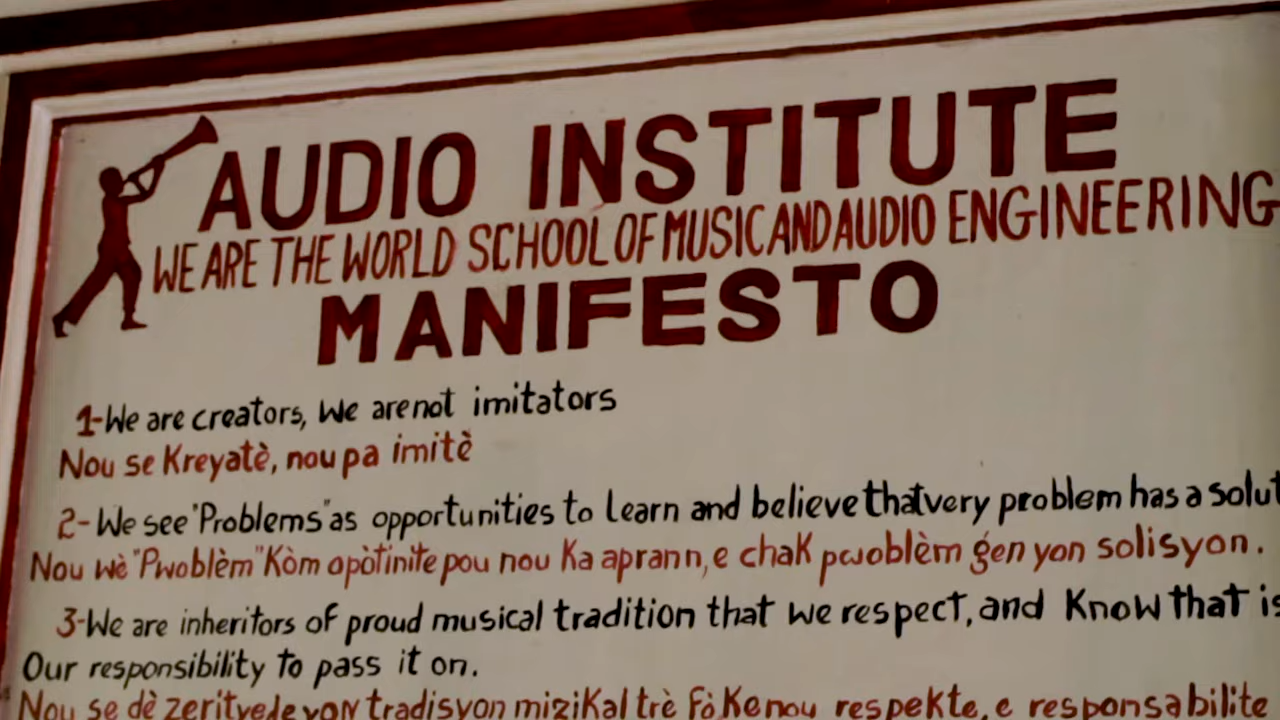 AUDIO INSTITUTE
WE ARE THE WORLD SCHOOL OF MUSIC AND AUDIO ENGINEERING
MANIFESTO
1-We are creators, We are not imitators
Nou se Kreyatè, nou pa imitè
2-We see "Problems" as opportunities to Learn and believe thatvery problem has a solut
Nou wè "Pwoblèm" Kòm opòtinite pou nou Ka aprann, e chak pwoblèm gen yon solisyon.
3-We are inheritors of proud musical tradition that we respect, and Know that is
Our responsibility to pass it on.
Nou se dè zerityede yon tradisyon mizikal trè fò Ke nou respekte, e responsabilite